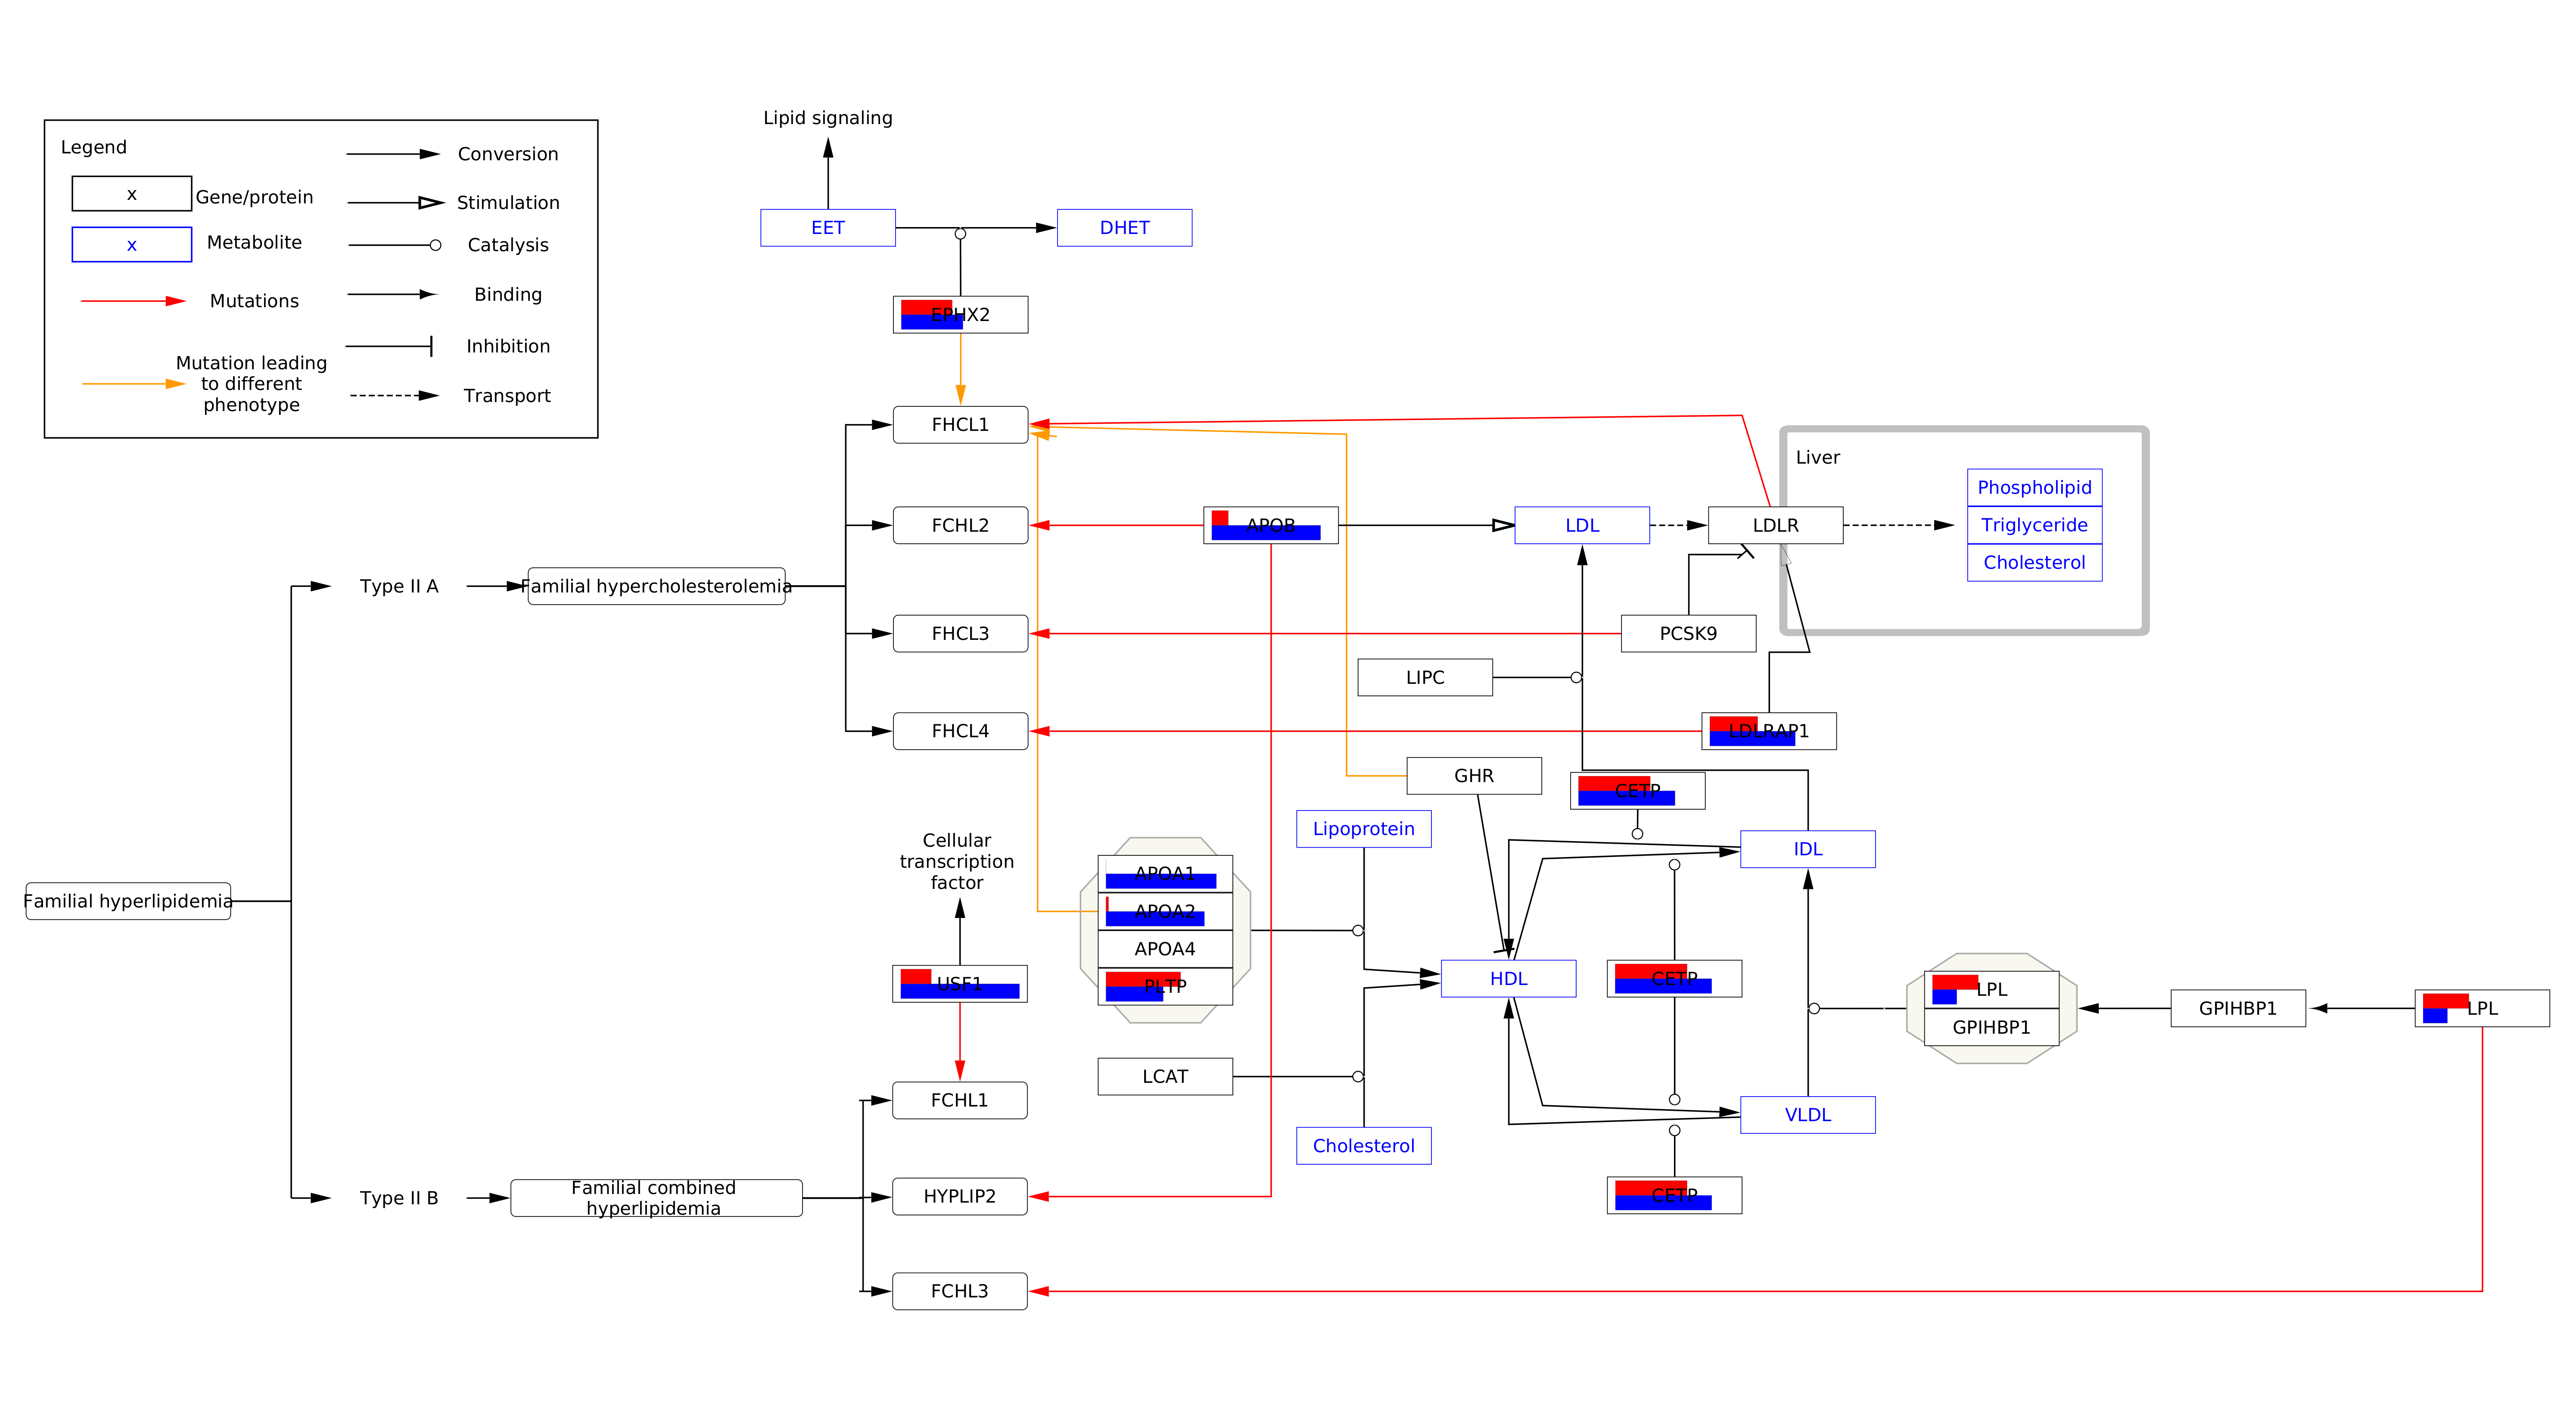 Lipid signaling
Legend
Conversion
x
Gene/protein
Stimulation
x
Metabolite
Catalysis
Mutations
Binding
Mutation leading
to different
phenotype
Inhibition
Transport
EET
DHET
EPHX2
FHCL1
Liver
Phospholipid
FCHL2
APOB
LDL
LDLR
Triglyceride
Cholesterol
Type II A
Familial hypercholesterolemia
FHCL3
PCSK9
LIPC
FHCL4
LDLRAP1
GHR
CETP
Lipoprotein
IDL
Cellular
transcription
factor
APOA1
APOA2
APOA4
PLTP
Familial hyperlipidemia
USF1
HDL
CETP
LPL
GPIHBP1
GPIHBP1
LPL
LCAT
FCHL1
VLDL
Cholesterol
Type II B
Familial combined
hyperlipidemia
HYPLIP2
CETP
FCHL3